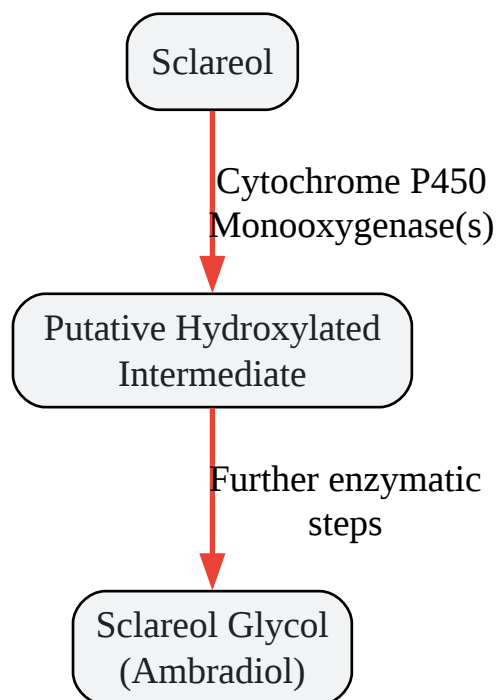 Sclareol
Cytochrome P450
Monooxygenase(s)
Putative Hydroxylated
Intermediate
Further enzymatic
steps
Sclareol Glycol
(Ambradiol)